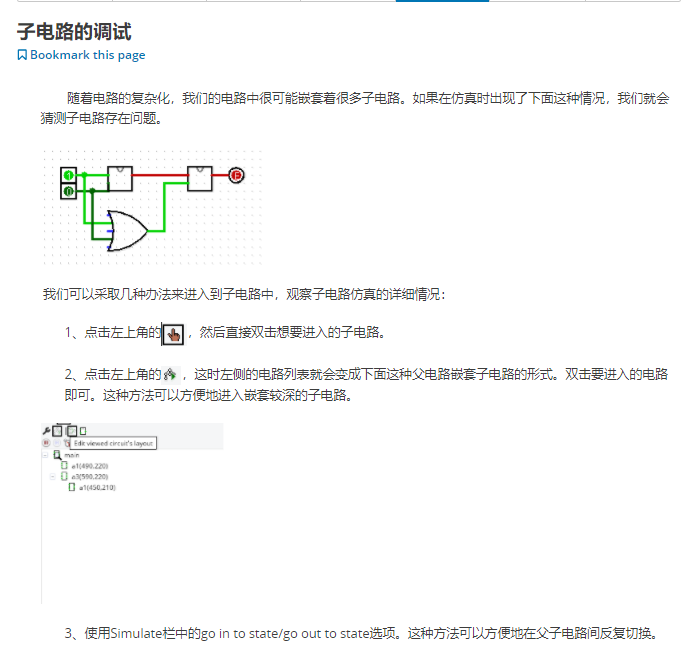 子电路的调试
Bookmark this page
随着电路的复杂化，我们的电路中很可能嵌套着很多子电路。如果在仿真时出现了下面这种情况，我们就会
猜测子电路存在问题。
1
0
E
我们可以采取几种办法来进入到子电路中，观察子电路仿真的详细情况：
1、点击左上角的，然后直接双击想要进入的子电路。
2、点击左上角的，这时左侧的电路列表就会变成下面这种父电路嵌套子电路的形式。双击要进入的电路
即可。这种方法可以方便地进入嵌套较深的子电路。
Edit viewed circuit's layout
main
a1(490,220)
a3(590,220)
a1(450,210)
3、使用Simulate栏中的go in to state/go out to state选项。这种方法可以方便地在父子电路间反复切换。